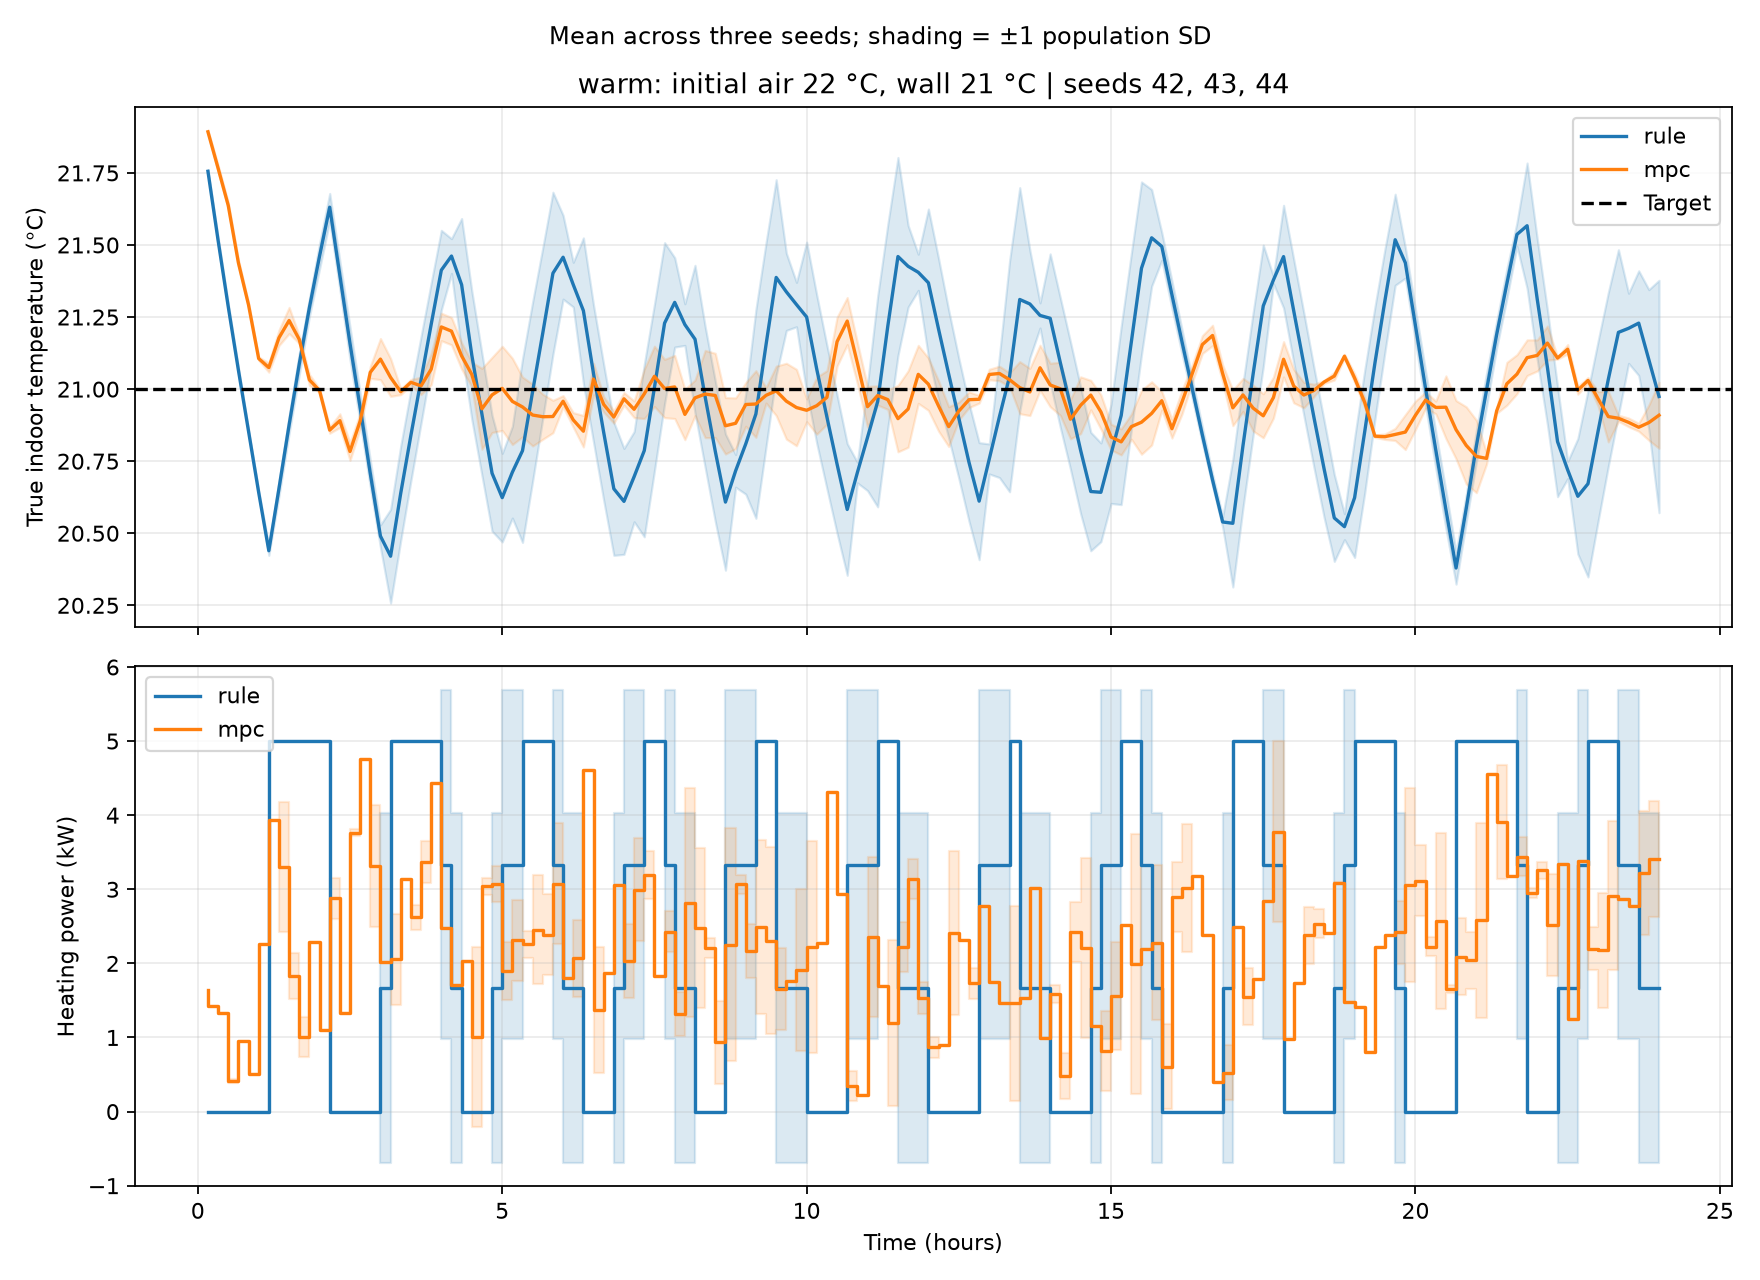 Mean across three seeds; shading = ±1 population SD
warm: initial air 22 °C, wall 21 °C | seeds 42, 43, 44
True indoor temperature (°C)
21.75
21.50
21.25
21.00
20.75
20.50
20.25
rule
mpc
Target
Heating power (kW)
6
5
4
3
2
1
0
−1
rule
mpc
0
5
10
15
20
25
Time (hours)